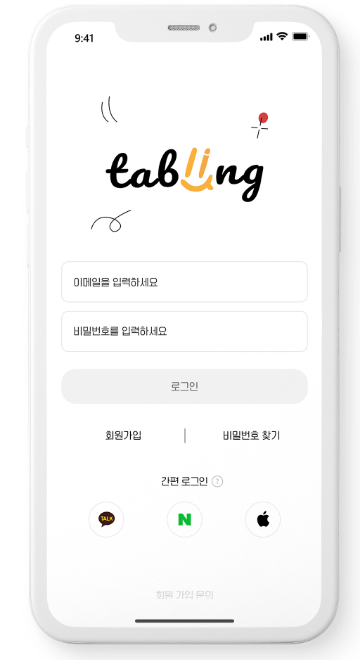 9:41
tabling
이메일을 입력하세요
비밀번호를 입력하세요
로그인
회원가입 | 비밀번호 찾기
간편 로그인 ?
TALK N
회원 가입 문의